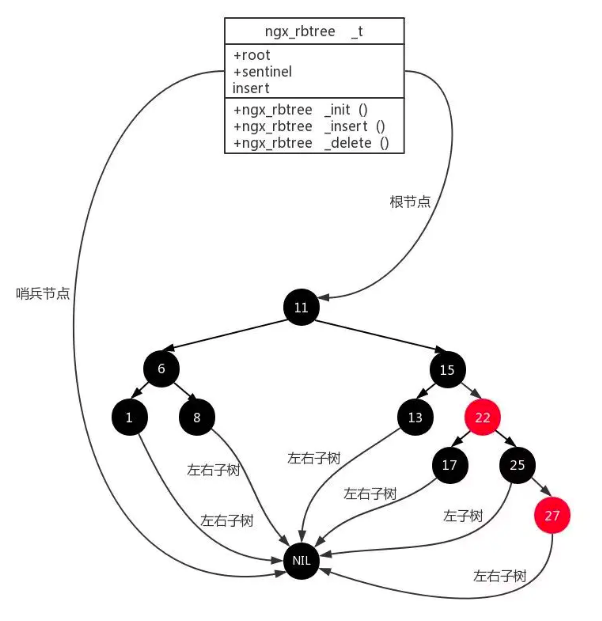 ngx_rbtree _t
+root
+sentinel
insert
+ngx_rbtree _init ()
+ngx_rbtree _insert ()
+ngx_rbtree _delete ()
根节点
哨兵节点
11
6
15
1
8
13
22
左右子树
左右子树
17
25
左右子树
左右子树
左子树
27
NIL
左右子树